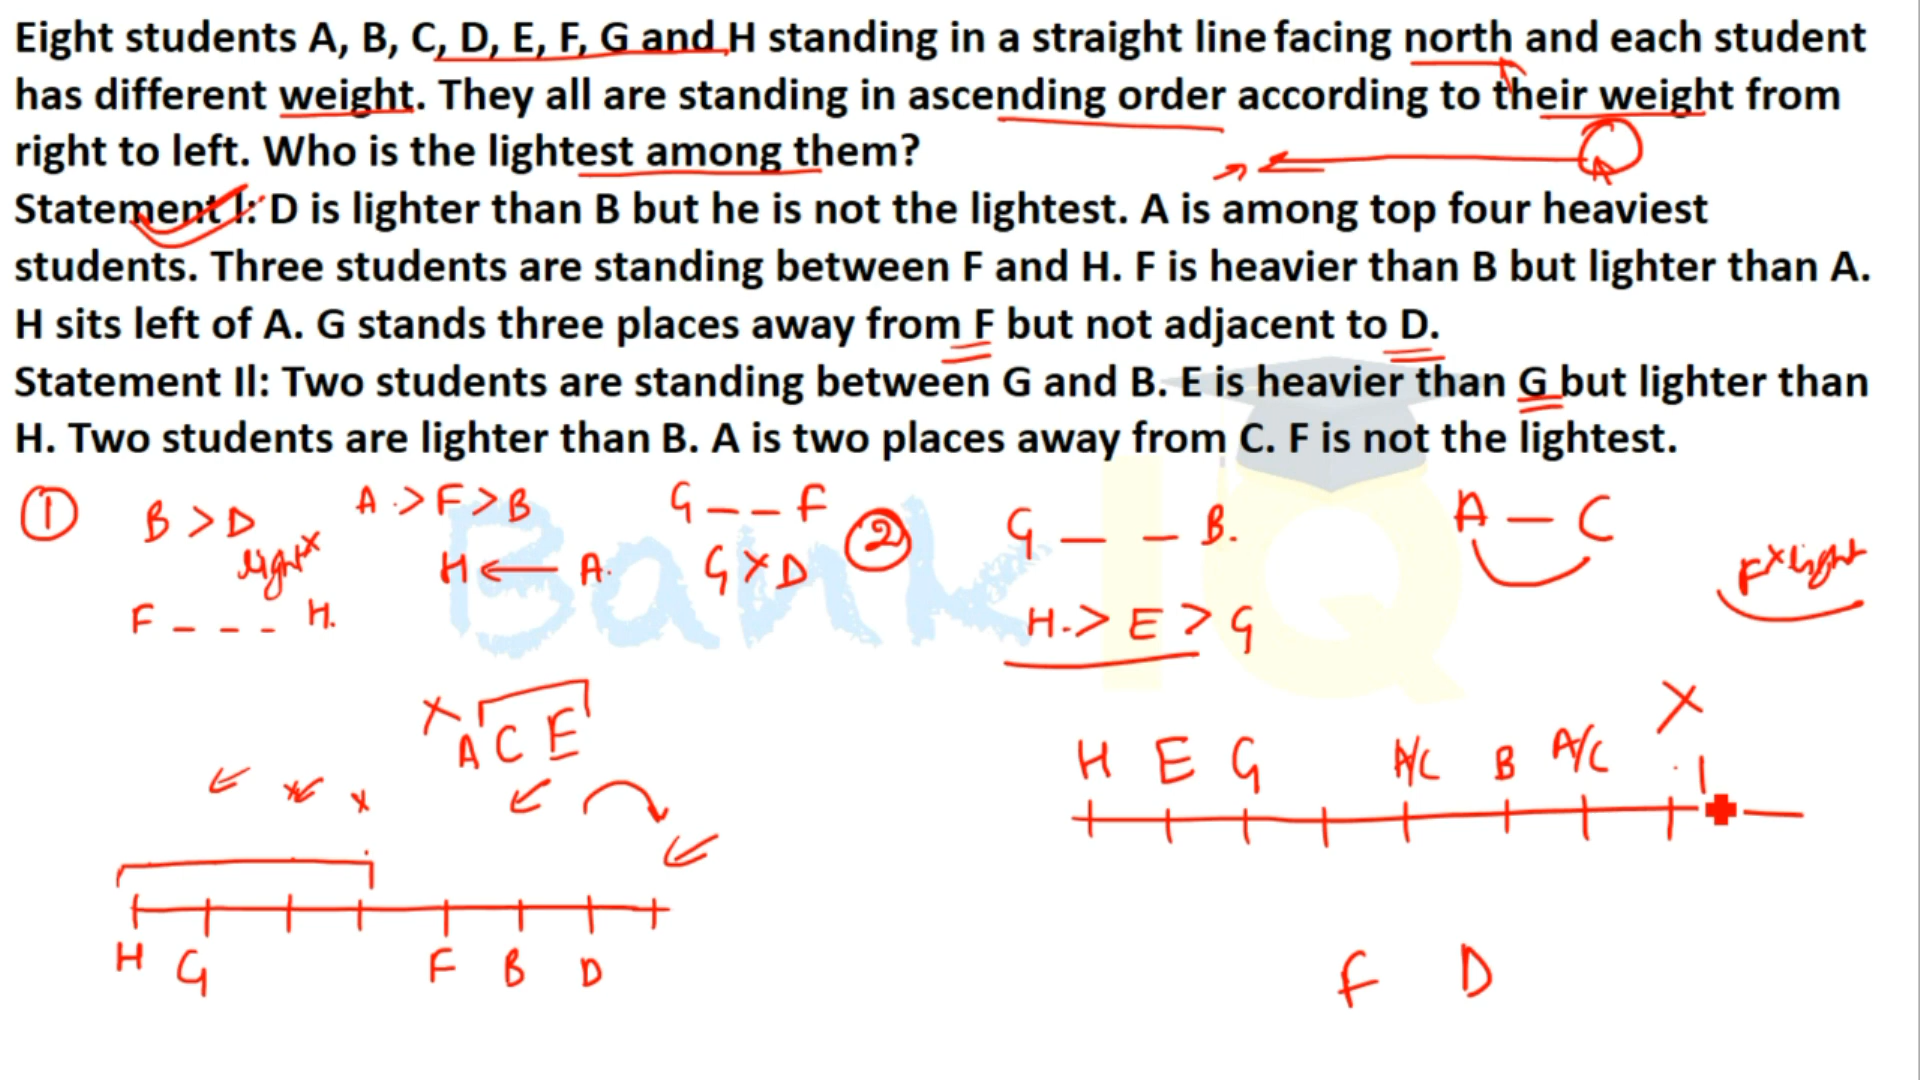 Eight students A, B, C, D, E, F, G and H standing in a straight line facing north and each student
has different weight. They all are standing in ascending order according to their weight from
right to left. Who is the lightest among them?
Statement I: D is lighter than B but he is not the lightest. A is among top four heaviest
students. Three students are standing between F and H. F is heavier than B but lighter than A.
H sits left of A. G stands three places away from F but not adjacent to D.
Statement Il: Two students are standing between G and B. E is heavier than G but lighter than
H. Two students are lighter than B. A is two places away from C. F is not the lightest.
① B > D A > F > B G _ _ F ② G _ _ B. A — C
light x H ← A. G x D F x light
F _ _ _ H. H > E > G
x A C E
H E G A/C B A/C x
H G F B D
F D
Bank IQ